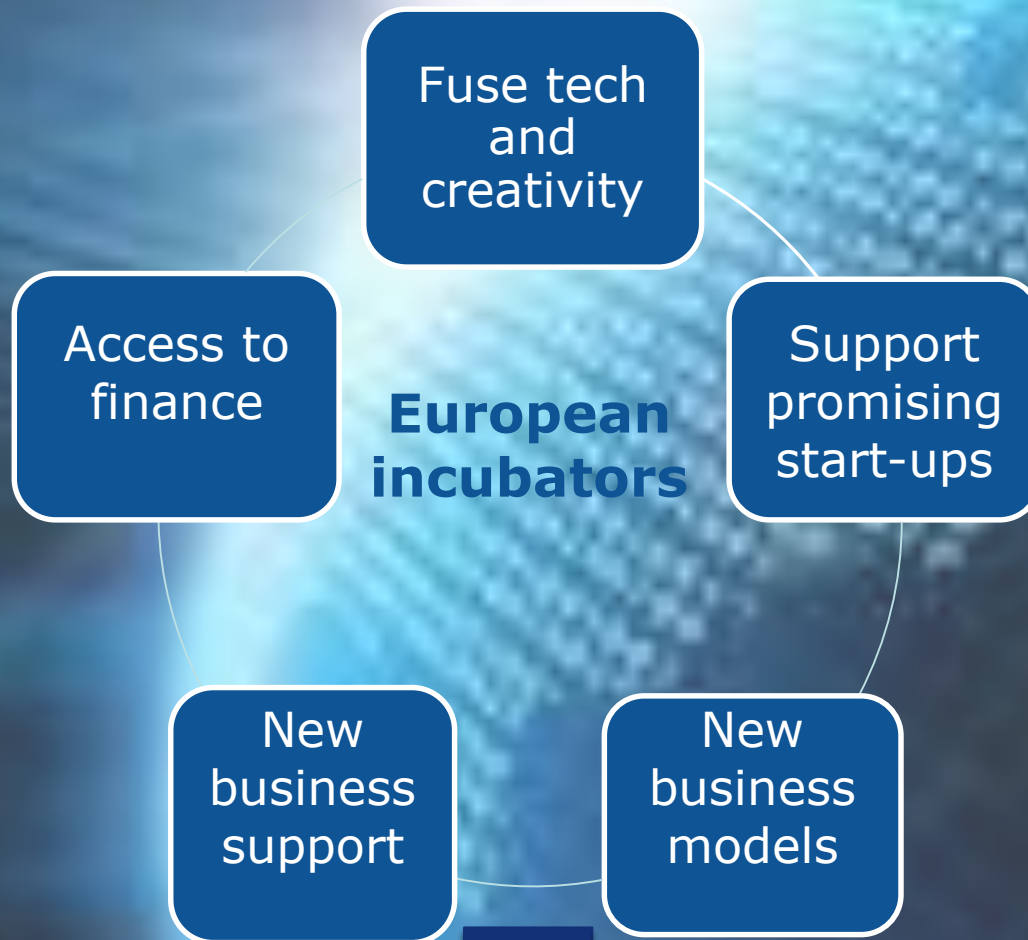 Fuse tech
and
creativity
Access to
finance
Support
promising
start-ups
European
incubators
New
business
support
New
business
models